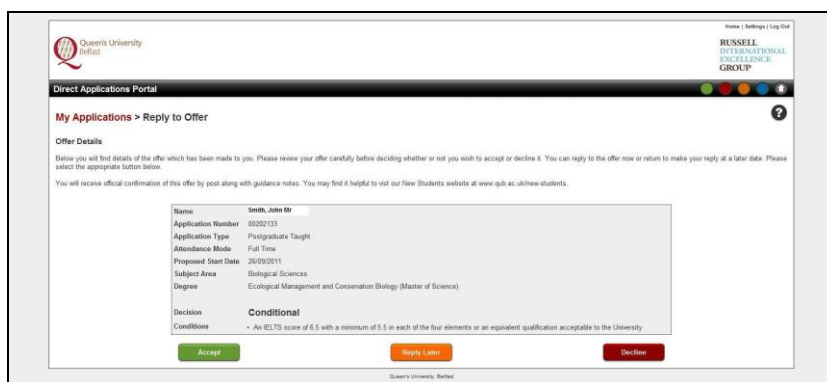 Home | Settings | Log Out
Queen's University
Belfast
RUSSELL
INTERNATIONAL
EXCELLENCE
GROUP
Direct Applications Portal
?
My Applications > Reply to Offer
Offer Details
Below you will find details of the offer which has been made to you. Please review your offer carefully before deciding whether or not you wish to accept or decline it. You can reply to the offer now or return to make your reply at a later date. Please
select the appropriate button below.
You will receive official confirmation of this offer by post along with guidance notes. You may find it helpful to visit our New Students website at www.qub.ac.uk/new-students.
Name Smith, John Mr
Application Number 00202133
Application Type Postgraduate Taught
Attendance Mode Full Time
Proposed Start Date 26/09/2011
Subject Area Biological Sciences
Degree Ecological Management and Conservation Biology (Master of Science)
Decision Conditional
Conditions - An IELTS score of 6.5 with a minimum of 5.5 in each of the four elements or an equivalent qualification acceptable to the University
Accept Reply Later Decline
Queen's University, Belfast